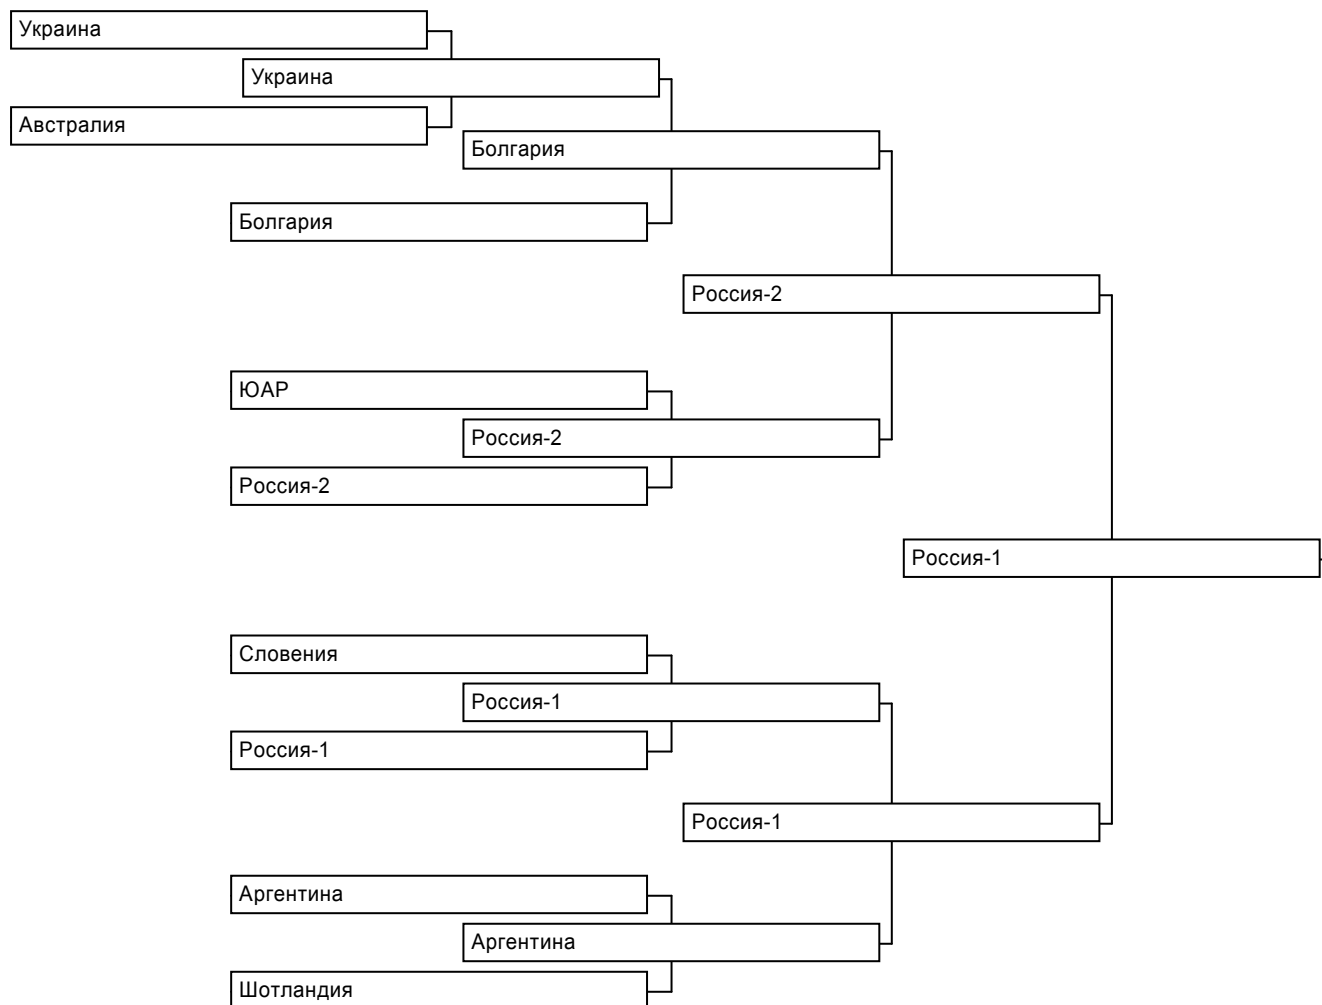 Украина
Украина
Австралия
Болгария
Болгария
Россия-2
ЮАР
Россия-2
Россия-2
Россия-1
Словения
Россия-1
Россия-1
Россия-1
Аргентина
Аргентина
Шотландия